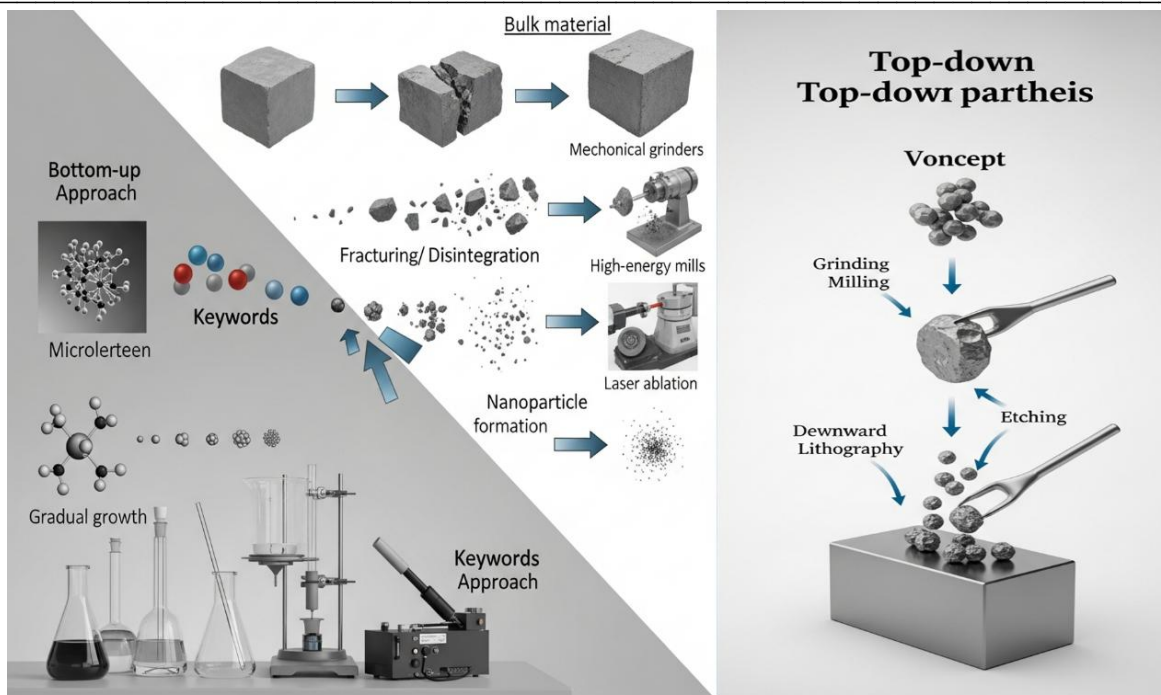 Bulk material
Mechonical grinders
Bottom-up
Approach
Fracturing/ Disintegration
High-energy mills
Keywords
Microlerteen
Laser ablation
Nanoparticle
formation
Gradual growth
Keywords
Approach
Top-down
Top-dowr partheis
Voncept
Grinding
Milling
Etching
Dewnward
Lithography